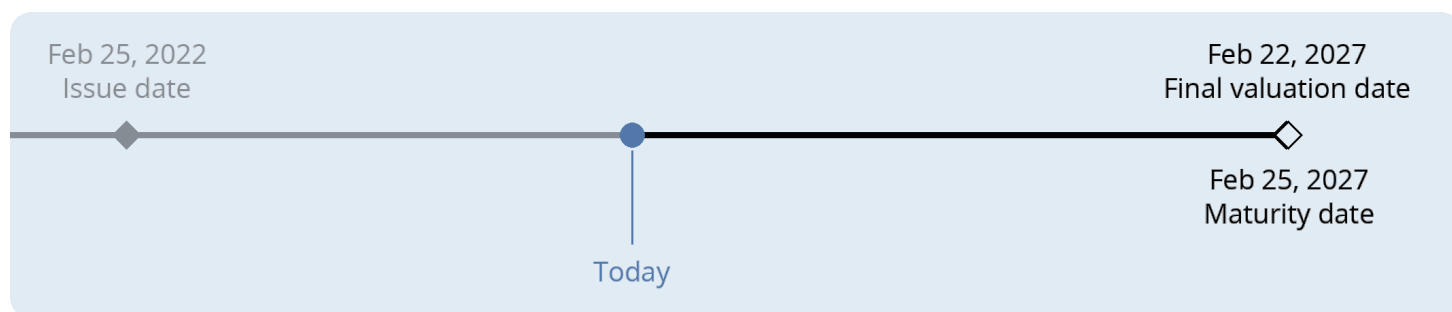 Feb 25, 2022
Issue date
Feb 22, 2027
Final valuation date
Feb 25, 2027
Maturity date
Today